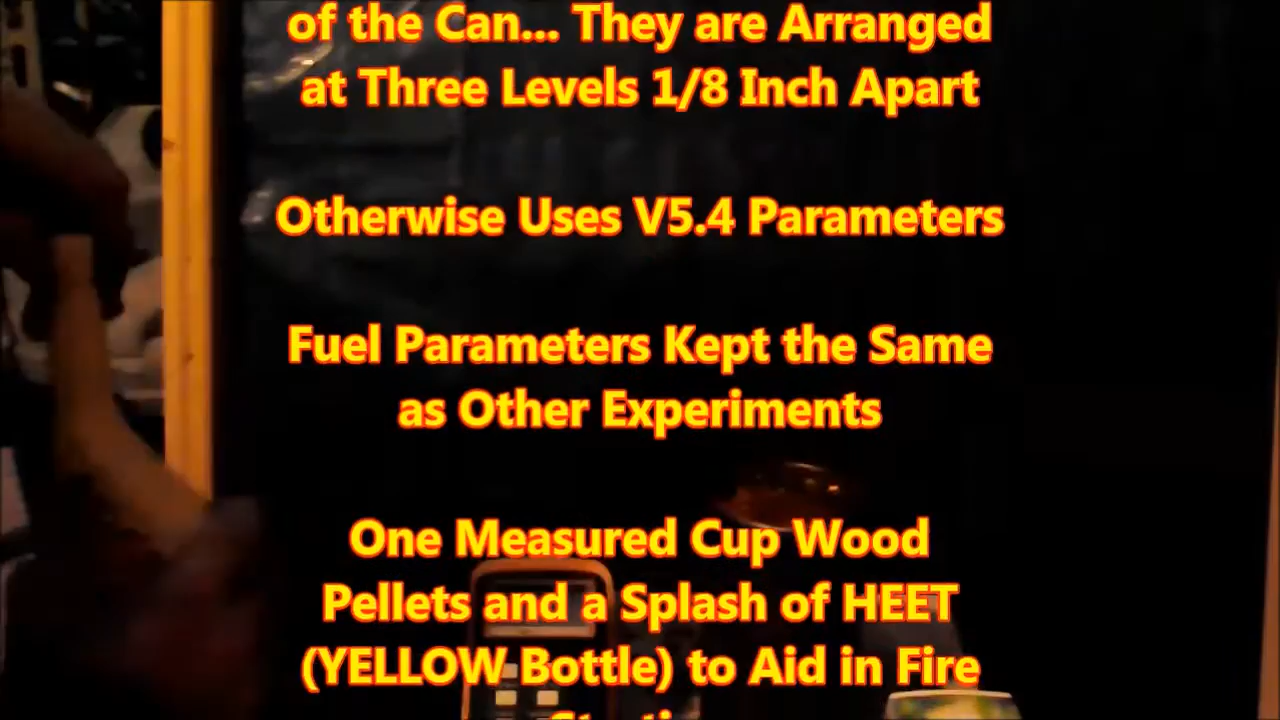 of the Can... They are Arranged
at Three Levels 1/8 Inch Apart
Otherwise Uses V5.4 Parameters
Fuel Parameters Kept the Same
as Other Experiments
One Measured Cup Wood
Pellets and a Splash of HEET
(YELLOW Bottle) to Aid in Fire